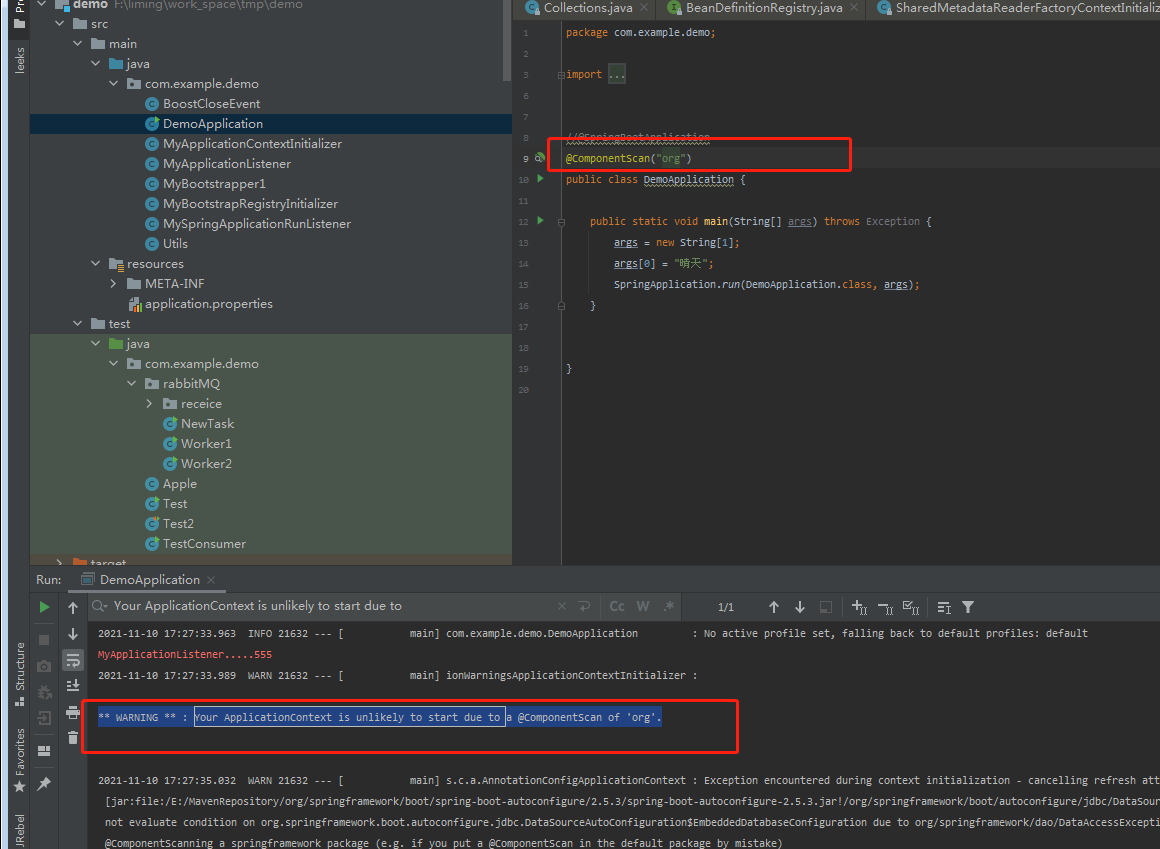 demo F:\liming\work_space\tmp\demo
src
main
java
com.example.demo
BoostCloseEvent
DemoApplication
MyApplicationContextInitializer
MyApplicationListener
MyBootstrapper1
MyBootstrapRegistryInitializer
MySpringApplicationRunListener
Utils
resources
META-INF
application.properties
test
java
com.example.demo
rabbitMQ
receice
NewTask
Worker1
Worker2
Apple
Test
Test2
TestConsumer
target
leeks
Structure
Favorites
JRebel
Collections.java
BeanDefinitionRegistry.java
SharedMetadataReaderFactoryContextInitializ
1 package com.example.demo;
2
3 import ...
6
7
8 //@SpringBootApplication
9 @ComponentScan("org")
10 public class DemoApplication {
11
12 public static void main(String[] args) throws Exception {
13 args = new String[1];
14 args[0] = "晴天";
15 SpringApplication.run(DemoApplication.class, args);
16 }
17
18
19 }
20
Run: DemoApplication
Your ApplicationContext is unlikely to start due to
Cc W .* 1/1
2021-11-10 17:27:33.963 INFO 21632 --- [ main] com.example.demo.DemoApplication : No active profile set, falling back to default profiles: default
MyApplicationListener.....555
2021-11-10 17:27:33.989 WARN 21632 --- [ main] ionWarningsApplicationContextInitializer :
** WARNING ** : Your ApplicationContext is unlikely to start due to a @ComponentScan of 'org'.
2021-11-10 17:27:35.032 WARN 21632 --- [ main] s.c.a.AnnotationConfigApplicationContext : Exception encountered during context initialization - cancelling refresh att
[jar:file:/E:/MavenRepository/org/springframework/boot/spring-boot-autoconfigure/2.5.3/spring-boot-autoconfigure-2.5.3.jar!/org/springframework/boot/autoconfigure/jdbc/DataSour
not evaluate condition on org.springframework.boot.autoconfigure.jdbc.DataSourceAutoConfiguration$EmbeddedDatabaseConfiguration due to org/springframework/dao/DataAccessExcepti
@ComponentScanning a springframework package (e.g. if you put a @ComponentScan in the default package by mistake)